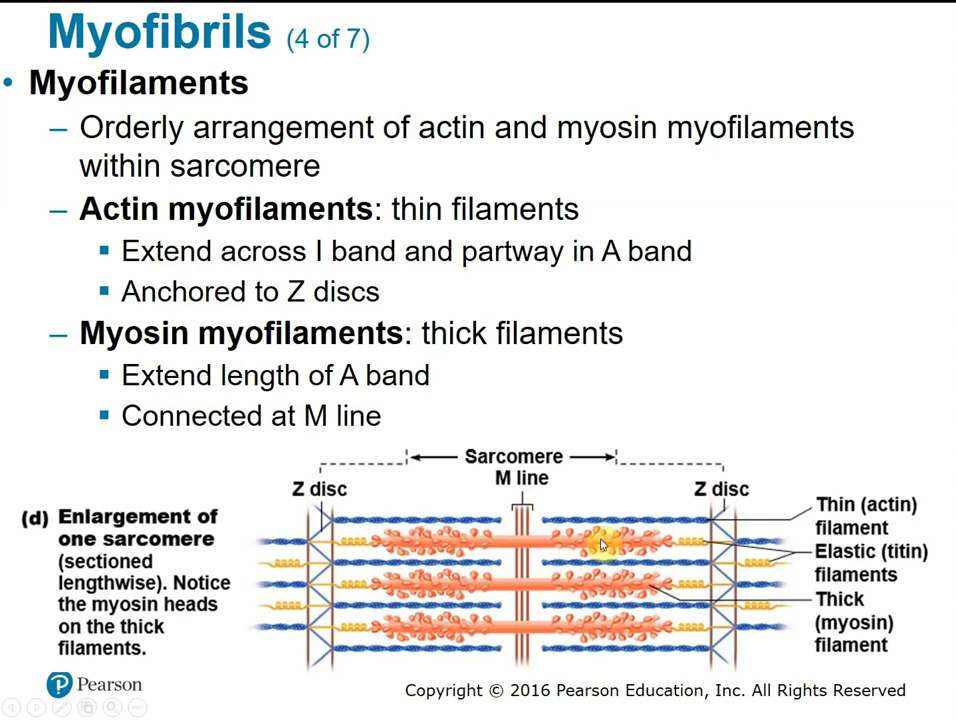 Myofibrils (4 of 7)
• Myofilaments
– Orderly arrangement of actin and myosin myofilaments
within sarcomere
– Actin myofilaments: thin filaments
▪ Extend across I band and partway in A band
▪ Anchored to Z discs
– Myosin myofilaments: thick filaments
▪ Extend length of A band
▪ Connected at M line
Sarcomere
M line
Z disc
Z disc
(d) Enlargement of
one sarcomere
(sectioned
lengthwise). Notice
the myosin heads
on the thick
filaments.
Thin (actin)
filament
Elastic (titin)
filaments
Thick
(myosin)
filament
Pearson
Copyright © 2016 Pearson Education, Inc. All Rights Reserved